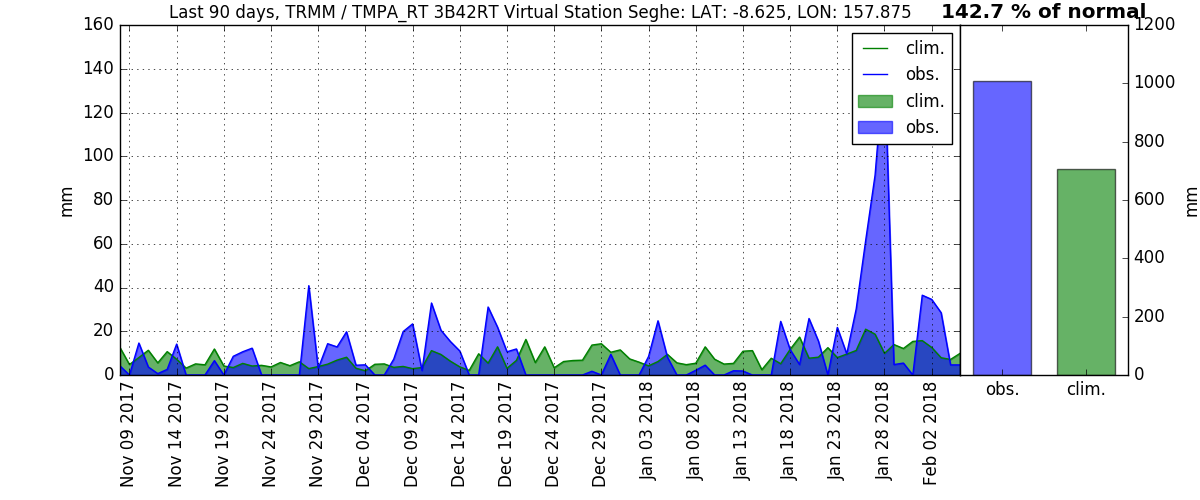 Last 90 days, TRMM / TMPA_RT 3B42RT Virtual Station Seghe: LAT: -8.625, LON: 157.875
142.7 % of normal
160
140
120
100
80
60
40
20
0
mm
clim.
obs.
clim.
obs.
1200
1000
800
600
400
200
0
mm
Nov 09 2017
Nov 14 2017
Nov 19 2017
Nov 24 2017
Nov 29 2017
Dec 04 2017
Dec 09 2017
Dec 14 2017
Dec 19 2017
Dec 24 2017
Dec 29 2017
Jan 03 2018
Jan 08 2018
Jan 13 2018
Jan 18 2018
Jan 23 2018
Jan 28 2018
Feb 02 2018
obs.
clim.